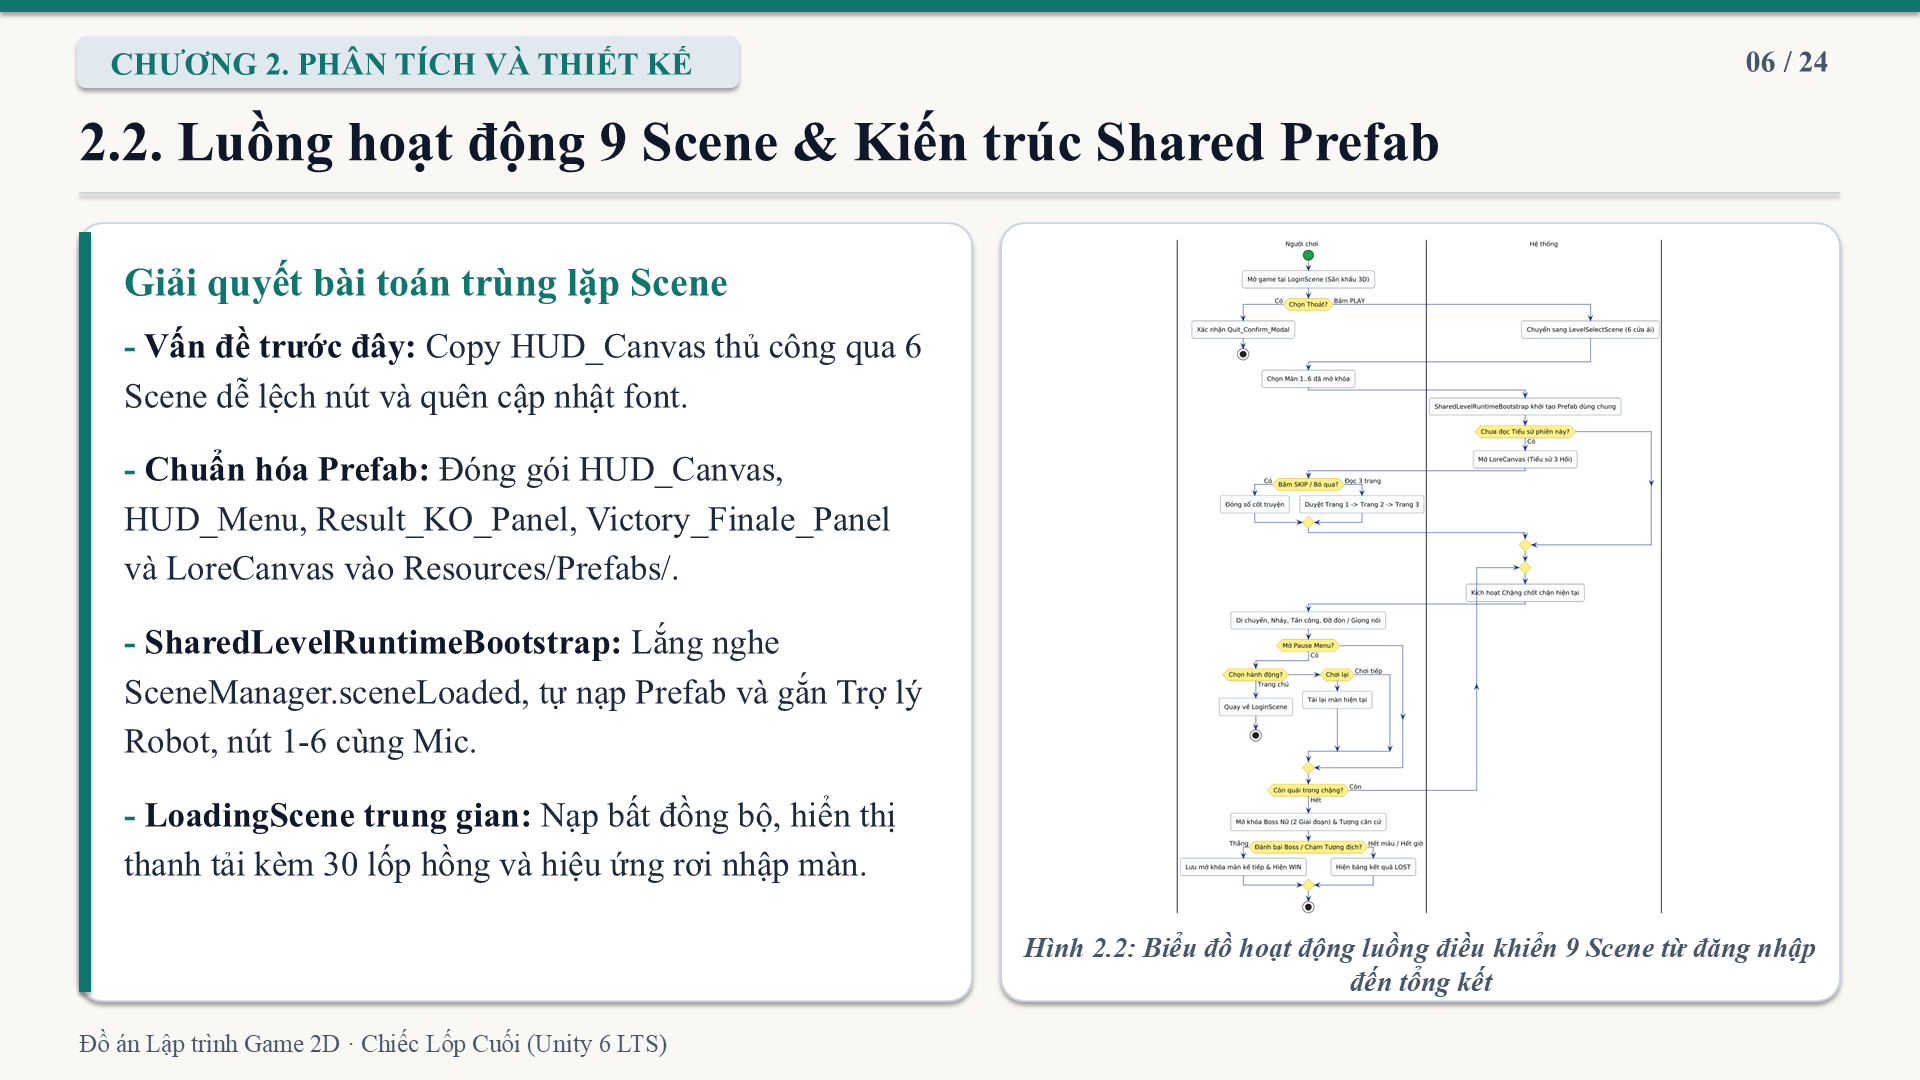 CHƯƠNG 2. PHÂN TÍCH VÀ THIẾT KẾ
06 / 24
2.2. Luồng hoạt động 9 Scene & Kiến trúc Shared Prefab
Giải quyết bài toán trùng lặp Scene
- Vấn đề trước đây: Copy HUD_Canvas thủ công qua 6
Scene dễ lệch nút và quên cập nhật font.
- Chuẩn hóa Prefab: Đóng gói HUD_Canvas,
HUD_Menu, Result_KO_Panel, Victory_Finale_Panel
và LoreCanvas vào Resources/Prefabs/.
- SharedLevelRuntimeBootstrap: Lắng nghe
SceneManager.sceneLoaded, tự nạp Prefab và gắn Trợ lý
Robot, nút 1-6 cùng Mic.
- LoadingScene trung gian: Nạp bất đồng bộ, hiển thị
thanh tải kèm 30 lốp hồng và hiệu ứng rơi nhập màn.
Người chơi
Hệ thống
Mở game tại LoginScene (Sân khấu 3D)
Có
Chọn Thoát?
Bấm PLAY
Xác nhận Quit_Confirm_Modal
Chuyển sang LevelSelectScene (6 cửa ải)
Chọn Màn 1..6 đã mở khóa
SharedLevelRuntimeBootstrap khởi tạo Prefab dùng chung
Chưa đọc Tiểu sử phiên này?
Có
Mở LoreCanvas (Tiểu sử 3 Hồi)
Có
Bấm SKIP / Bỏ qua?
Đọc 3 trang
Đóng sổ cốt truyện
Duyệt Trang 1 -> Trang 2 -> Trang 3
Kích hoạt Chặng chốt chặn hiện tại
Di chuyển, Nhảy, Tấn công, Đỡ đòn / Giọng nói
Mở Pause Menu?
Có
Chọn hành động?
Trang chủ
Chơi lại
Chơi tiếp
Quay về LoginScene
Tải lại màn hiện tại
Còn quái trong chặng?
Còn
Hết
Mở khóa Boss Nữ (2 Giai đoạn) & Tượng căn cứ
Thắng
Đánh bại Boss / Chạm Tượng địch?
Hết máu / Hết giờ
Lưu mở khóa màn kế tiếp & Hiện WIN
Hiện bảng kết quả LOST
Hình 2.2: Biểu đồ hoạt động luồng điều khiển 9 Scene từ đăng nhập
đến tổng kết
Đồ án Lập trình Game 2D · Chiếc Lốp Cuối (Unity 6 LTS)